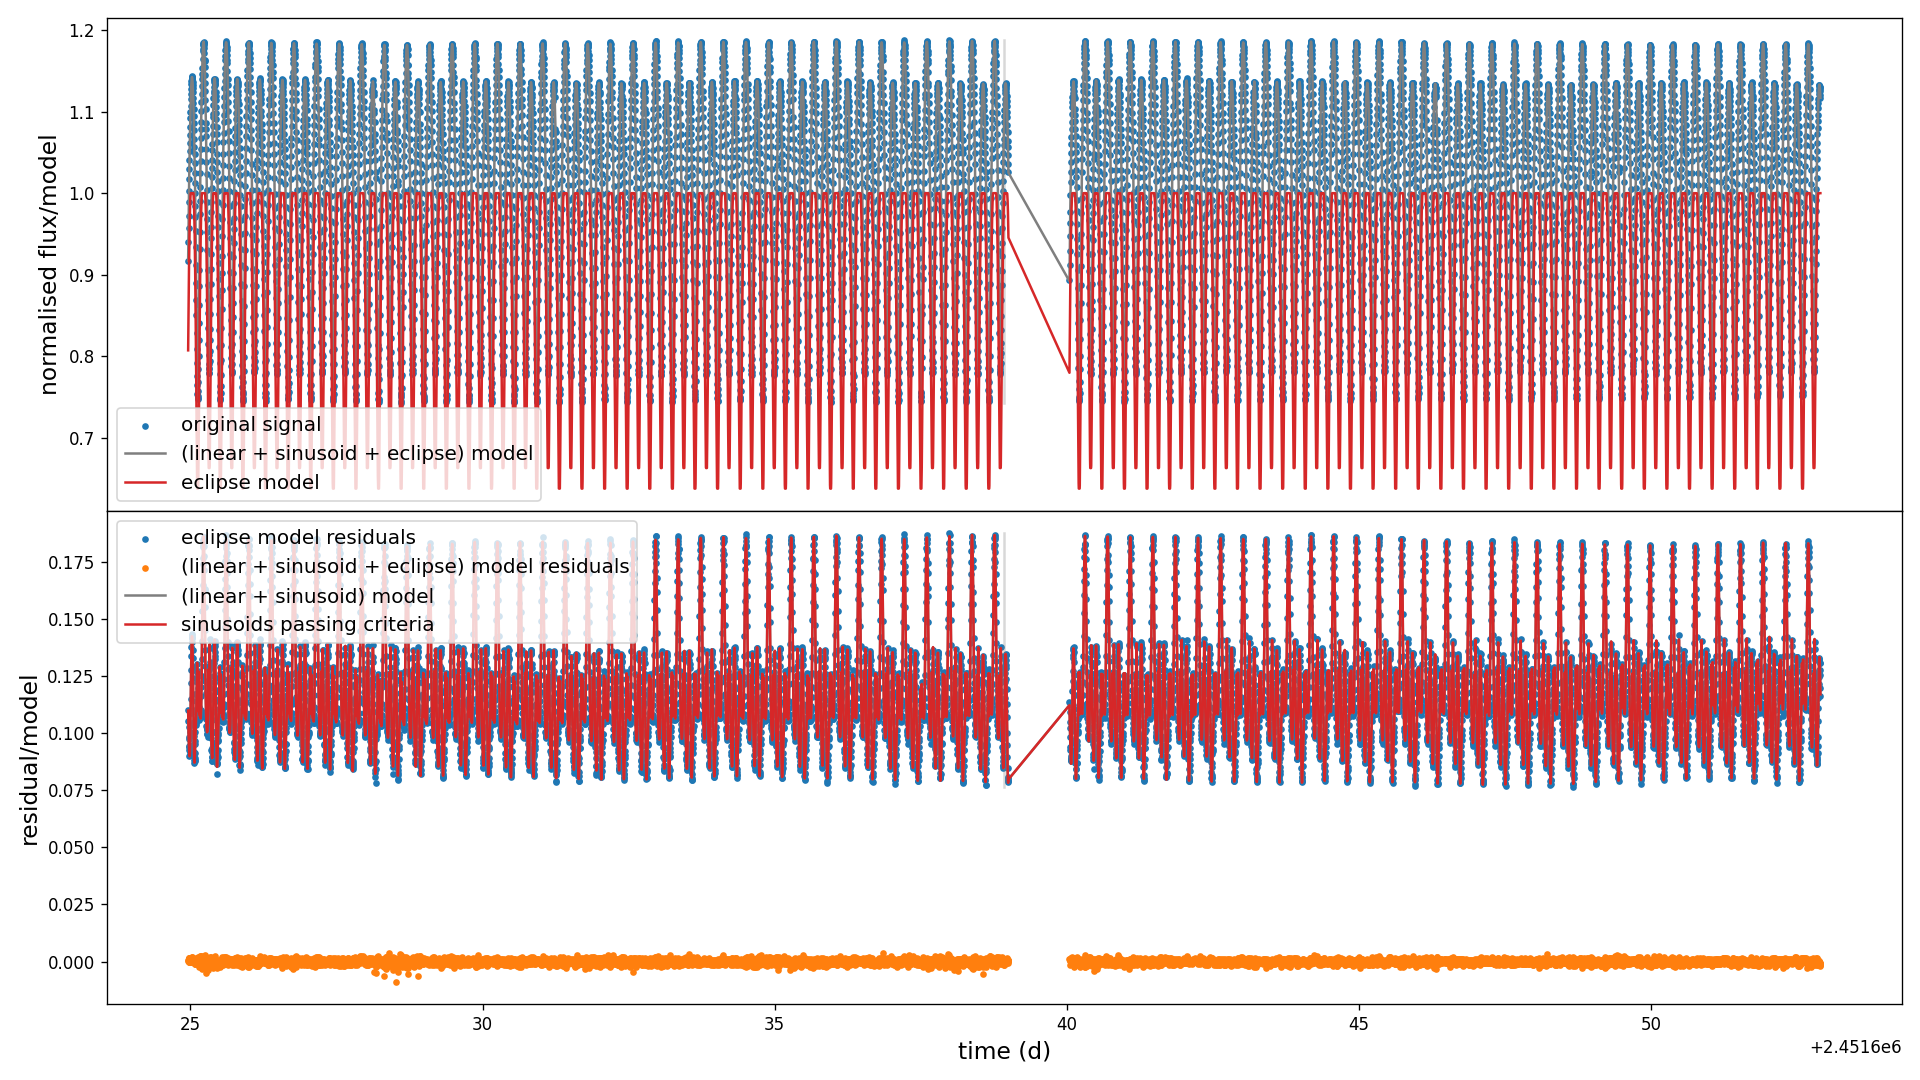 1.2
1.1
1.0
0.9
0.8
0.7
normalised flux/model
original signal
(linear + sinusoid + eclipse) model
eclipse model
eclipse model residuals
(linear + sinusoid + eclipse) model residuals
(linear + sinusoid) model
sinusoids passing criteria
0.175
0.150
0.125
0.100
0.075
0.050
0.025
0.000
residual/model
25
30
35
40
45
50
time (d)
+2.4516e6